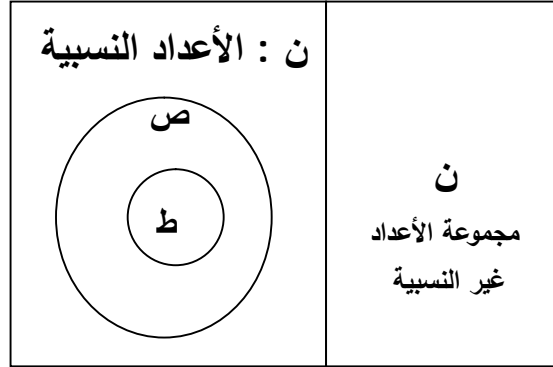 ن : الأعداد النسبية
ص
ط
ن
مجموعة الأعداد
غير النسبية